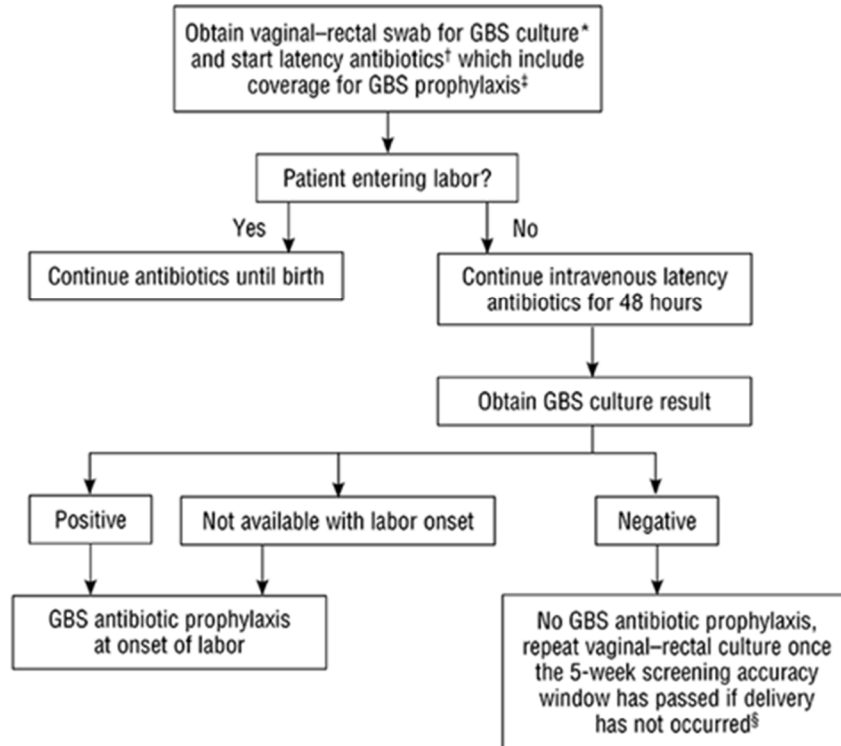 Obtain vaginal–rectal swab for GBS culture*
and start latency antibiotics† which include
coverage for GBS prophylaxis‡
Patient entering labor?
Yes
No
Continue antibiotics until birth
Continue intravenous latency
antibiotics for 48 hours
Obtain GBS culture result
Positive
Not available with labor onset
Negative
GBS antibiotic prophylaxis
at onset of labor
No GBS antibiotic prophylaxis,
repeat vaginal–rectal culture once
the 5-week screening accuracy
window has passed if delivery
has not occurred§